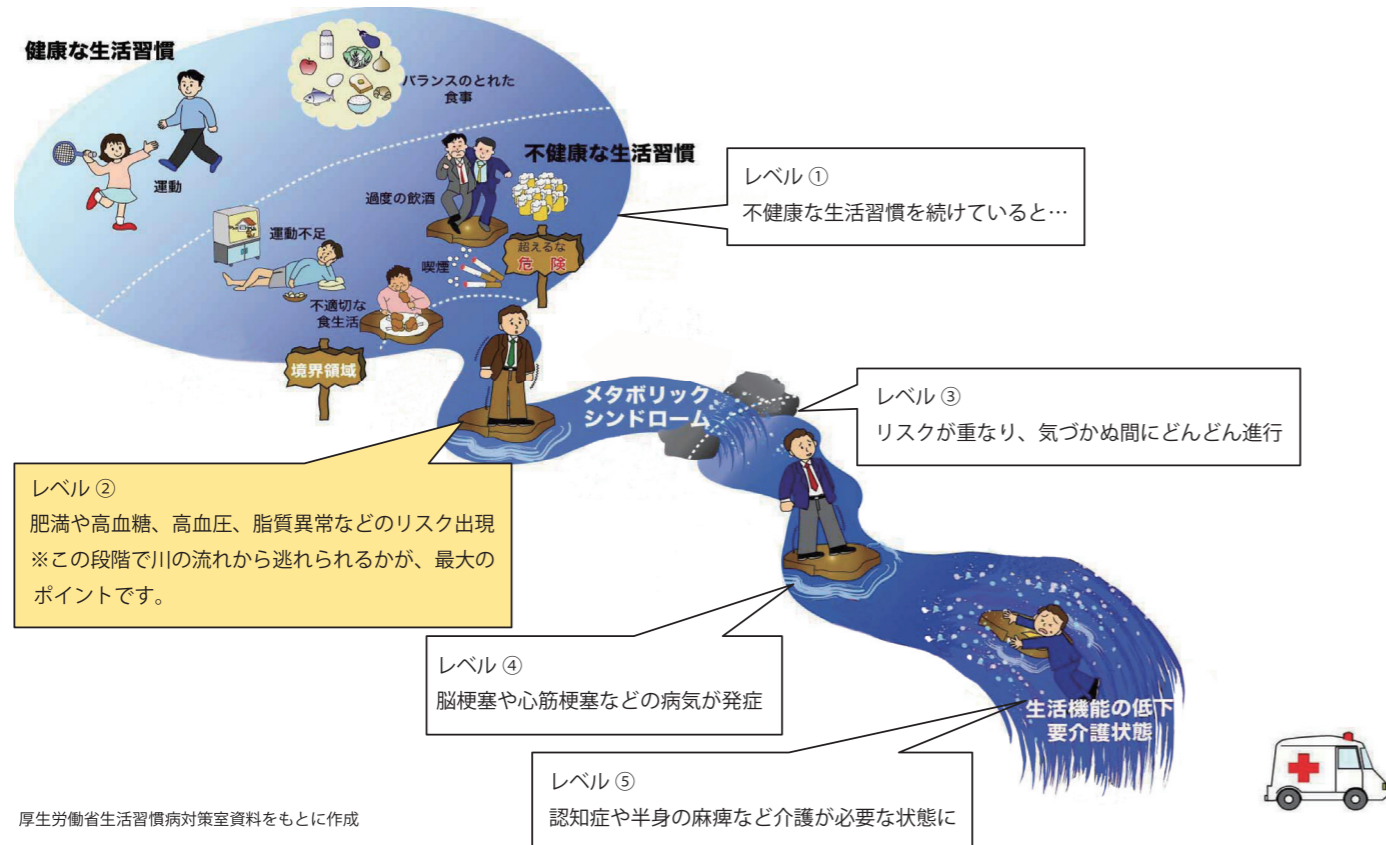 健康な生活習慣
バランスのとれた
食事
運動
不健康な生活習慣
過度の飲酒
運動不足
喫煙
超えるな
危険
不適切な
食生活
境界領域
レベル ①
不健康な生活習慣を続けていると…
メタボリック
シンドローム
レベル ③
リスクが重なり、気づかぬ間にどんどん進行
レベル ②
肥満や高血糖、高血圧、脂質異常などのリスク出現
※この段階で川の流れから逃れられるかが、最大の
ポイントです。
レベル ④
脳梗塞や心筋梗塞などの病気が発症
生活機能の低下
要介護状態
レベル ⑤
認知症や半身の麻痺など介護が必要な状態に
厚生労働省生活習慣病対策室資料をもとに作成